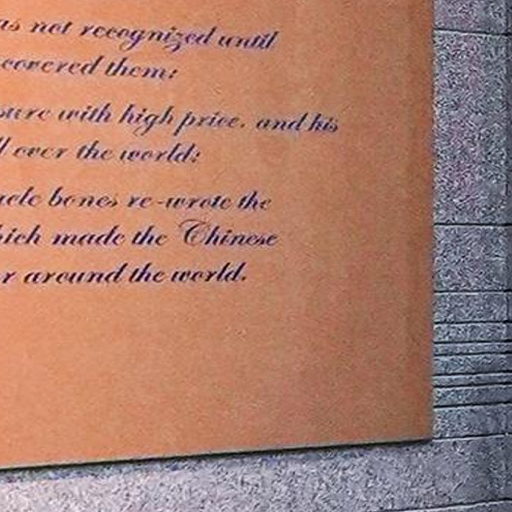 as not recognized until
covered them;
sure with high price. and his
ll over the world;
acle bones re-wrote the
hich made the Chinese
r around the world.